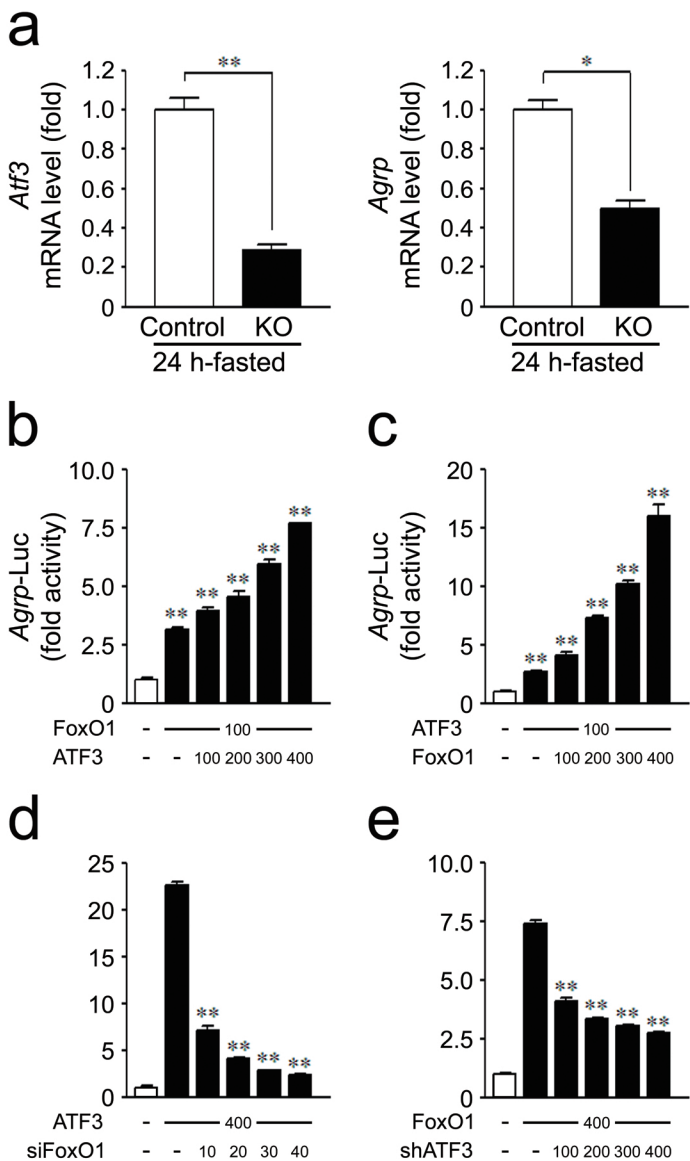 a
Atf3
mRNA level (fold)
1.2
1.0
0.8
0.6
0.4
0.2
0
**
Control KO
24 h-fasted
Agrp
mRNA level (fold)
1.2
1.0
0.8
0.6
0.4
0.2
0
*
Control KO
24 h-fasted
b
Agrp-Luc
(fold activity)
10.0
7.5
5.0
2.5
0
** ** ** ** **
FoxO1 - 100
ATF3 - - 100 200 300 400
c
Agrp-Luc
(fold activity)
20
15
10
5
0
** ** ** ** **
ATF3 - 100
FoxO1 - - 100 200 300 400
d
25
20
15
10
5
0
** ** ** **
ATF3 - 400
siFoxO1 - - 10 20 30 40
e
10.0
7.5
5.0
2.5
0
** ** ** **
FoxO1 - 400
shATF3 - - 100 200 300 400